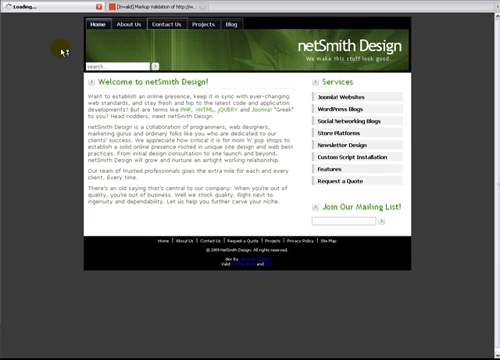 Loading...
[Invalid] Markup Validation of http://w...
Home
About Us
Contact Us
Projects
Blog
netSmith Design
We make this stuff look good.
search...
Welcome to netSmith Design!
Want to establish an online presence, keep it in sync with ever-changing
web standards, and stay fresh and hip to the latest code and application
developments? But are terms like PHP, XHTML, jQUERY and Joomla! "Greek"
to you? Head nodders, meet netSmith Design.
netSmith Design is a collaboration of programmers, web designers,
marketing gurus and ordinary folks like you who are dedicated to our
clients' success. We appreciate how critical it is for mom 'n' pop shops to
establish a solid online presence rooted in unique site design and web best
practices. From initial design consultation to site launch and beyond,
netSmith Design will grow and nurture an airtight working relationship.
Our team of trusted professionals goes the extra mile for each and every
client. Every time.
There's an old saying that's central to our company: When you're out of
quality, you're out of business. Well we stock quality. Right next to
ingenuity and dependability. Let us help you further carve your niche.
Services
Joomla! Websites
WordPress Blogs
Social Networking Blogs
Store Platforms
Newsletter Design
Custom Script Installation
Features
Request a Quote
Join Our Mailing List!
Home | About Us | Contact Us | Request a Quote | Projects | Privacy Policy | Site Map
© 2009 NetSmith Design. All rights reserved.
dev by
Valid
and